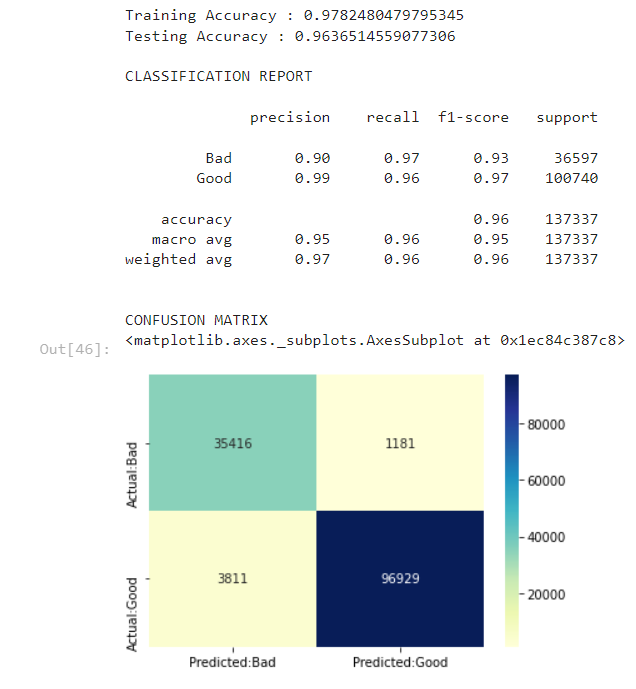 Training Accuracy : 0.9782480479795345
Testing Accuracy : 0.9636514559077306
CLASSIFICATION REPORT
precision recall f1-score support
Bad 0.90 0.97 0.93 36597
Good 0.99 0.96 0.97 100740
accuracy 0.96 137337
macro avg 0.95 0.96 0.95 137337
weighted avg 0.97 0.96 0.96 137337
CONFUSION MATRIX
Out[46]: <matplotlib.axes._subplots.AxesSubplot at 0x1ec84c387c8>
Actual:Bad 35416 1181
Actual:Good 3811 96929
Predicted:Bad Predicted:Good
80000
60000
40000
20000